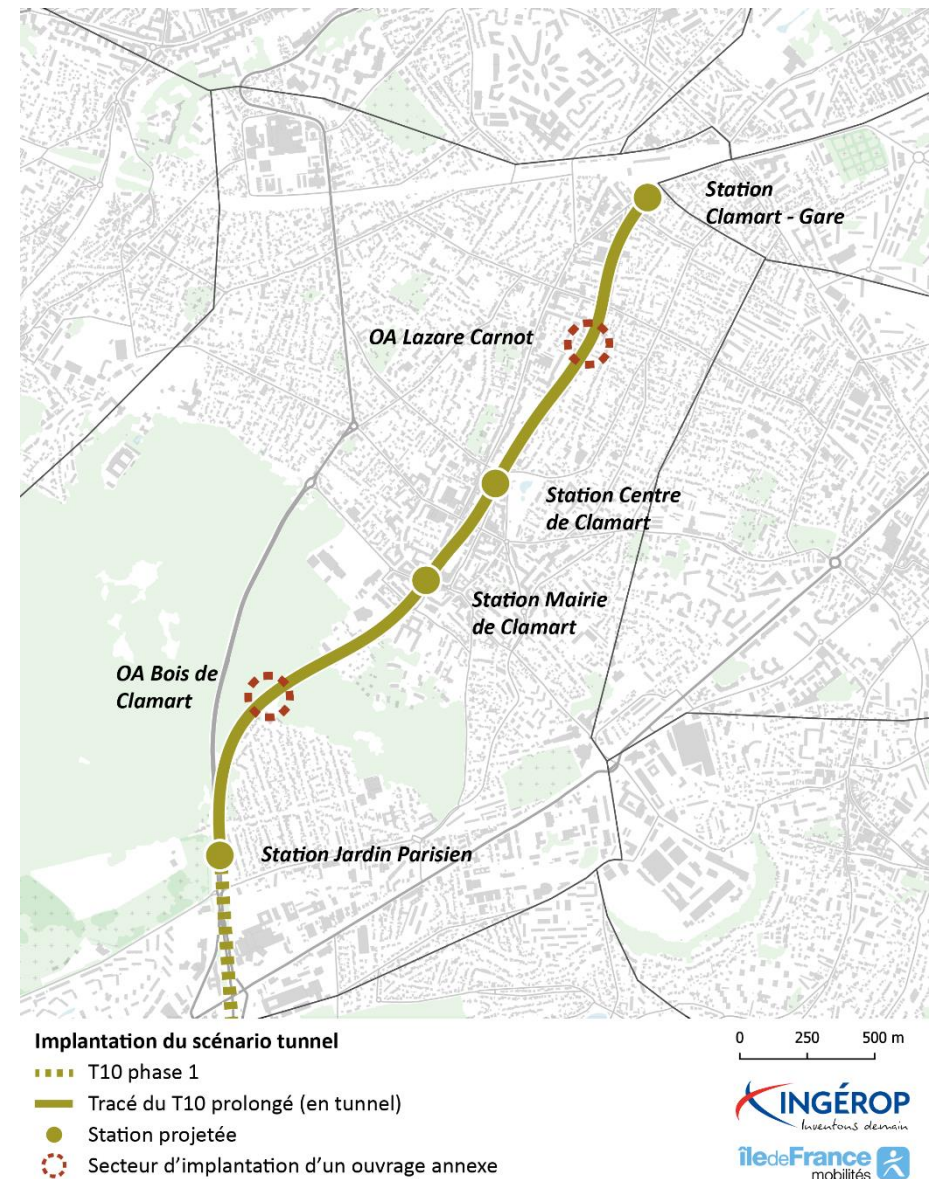 Station
Clamart - Gare
OA Lazare Carnot
Station Centre
de Clamart
Station Mairie
de Clamart
OA Bois de
Clamart
Station Jardin Parisien
Implantation du scénario tunnel
T10 phase 1
Tracé du T10 prolongé (en tunnel)
Station projetée
Secteur d'implantation d'un ouvrage annexe
0 250 500 m
INGÉROP
Inventons demain
îledeFrance
mobilités